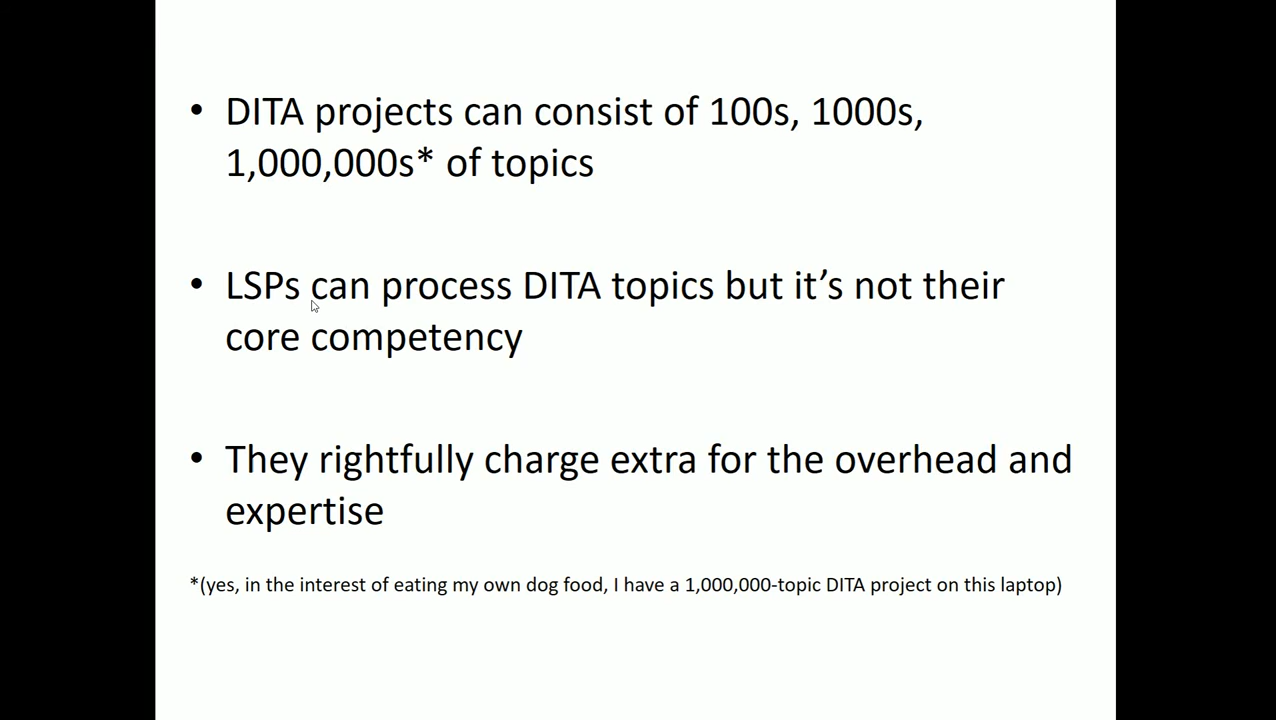 • DITA projects can consist of 100s, 1000s,
1,000,000s* of topics
• LSPs can process DITA topics but it’s not their
core competency
• They rightfully charge extra for the overhead and
expertise
*(yes, in the interest of eating my own dog food, I have a 1,000,000-topic DITA project on this laptop)